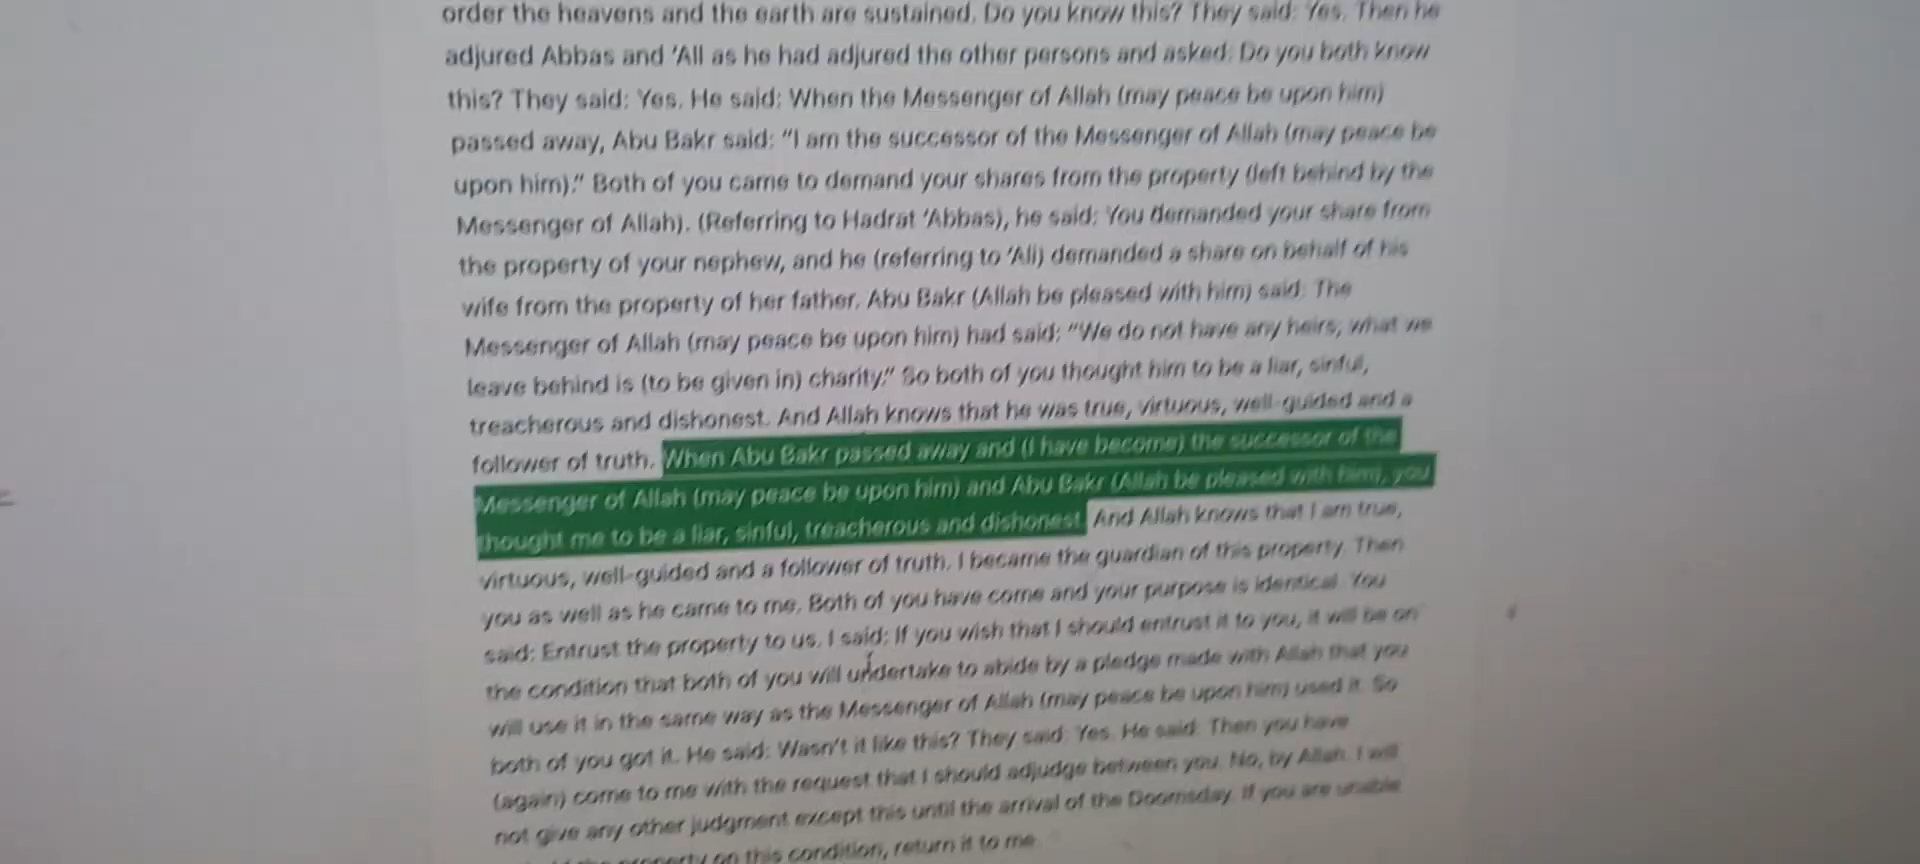 order the heavens and the earth are sustained. Do you know this? They said: Yes. Then he
adjured Abbas and 'All as he had adjured the other persons and asked: Do you both know
this? They said: Yes. He said: When the Messenger of Allah (may peace be upon him)
passed away, Abu Bakr said: "I am the successor of the Messenger of Allah (may peace be
upon him)." Both of you came to demand your shares from the property (left behind by the
Messenger of Allah). (Referring to Hadrat 'Abbas), he said: You demanded your share from
the property of your nephew, and he (referring to 'Ali) demanded a share on behalf of his
wife from the property of her father. Abu Bakr (Allah be pleased with him) said: The
Messenger of Allah (may peace be upon him) had said: "We do not have any heirs; what we
leave behind is (to be given in) charity." So both of you thought him to be a liar, sinful,
treacherous and dishonest. And Allah knows that he was true, virtuous, well-guided and a
follower of truth. When Abu Bakr passed away and (I have become) the successor of the
Messenger of Allah (may peace be upon him) and Abu Bakr (Allah be pleased with him), you
thought me to be a liar, sinful, treacherous and dishonest. And Allah knows that I am true,
virtuous, well-guided and a follower of truth. I became the guardian of this property. Then
you as well as he came to me. Both of you have come and your purpose is identical. You
said: Entrust the property to us. I said: If you wish that I should entrust it to you, it will be on
the condition that both of you will undertake to abide by a pledge made with Allah that you
will use it in the same way as the Messenger of Allah (may peace be upon him) used it. So
both of you got it. He said: Wasn't it like this? They said: Yes. He said: Then you have
(again) come to me with the request that I should adjudge between you. No, by Allah. I will
not give any other judgment except this until the arrival of the Doomsday. If you are unable
property on this condition, return it to me